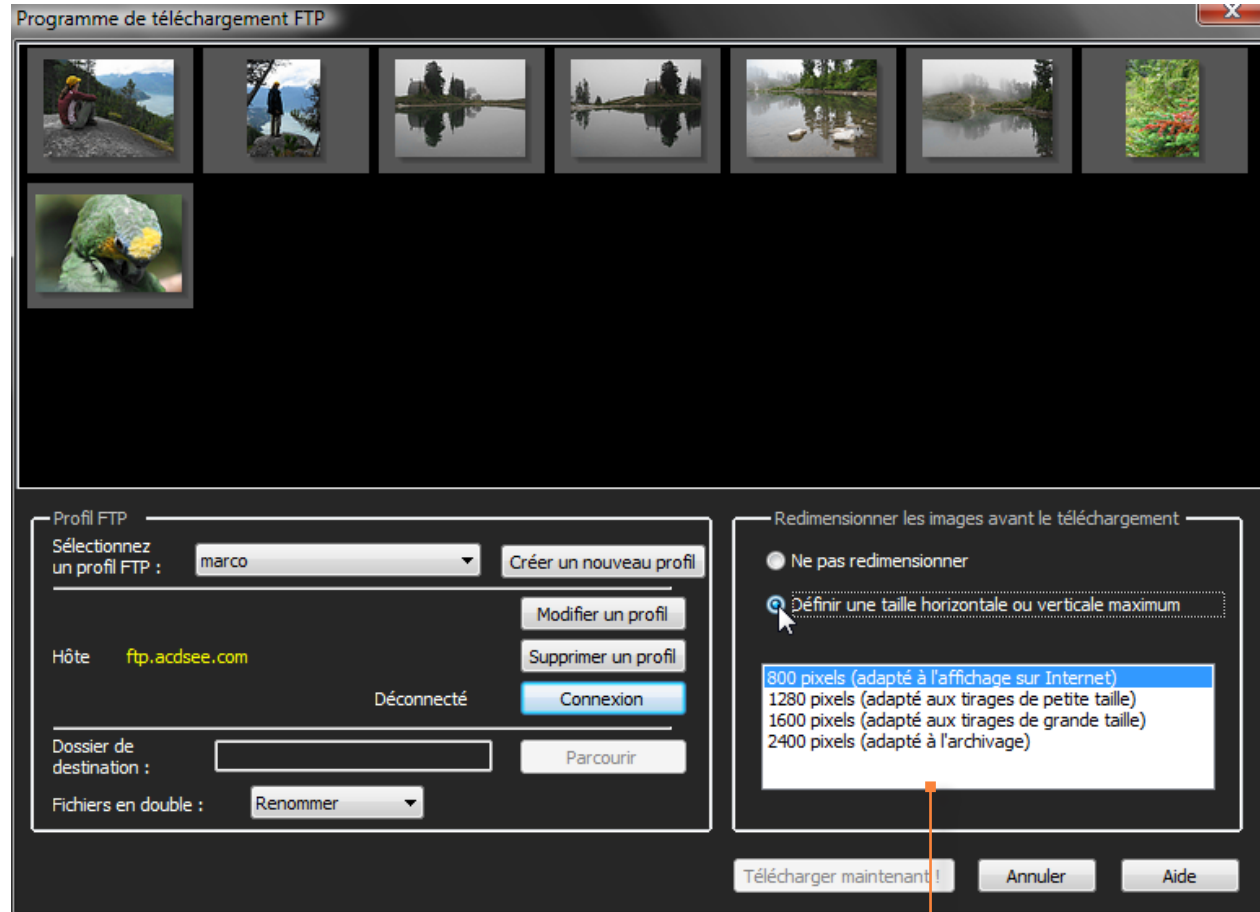 Programme de téléchargement FTP
Profil FTP
Sélectionnez
un profil FTP :
marco
Créer un nouveau profil
Modifier un profil
Hôte
ftp.acdsee.com
Supprimer un profil
Déconnecté
Connexion
Dossier de
destination :
Parcourir
Fichiers en double :
Renommer
Redimensionner les images avant le téléchargement
Ne pas redimensionner
Définir une taille horizontale ou verticale maximum
800 pixels (adapté à l'affichage sur Internet)
1280 pixels (adapté aux tirages de petite taille)
1600 pixels (adapté aux tirages de grande taille)
2400 pixels (adapté à l'archivage)
Télécharger maintenant !
Annuler
Aide